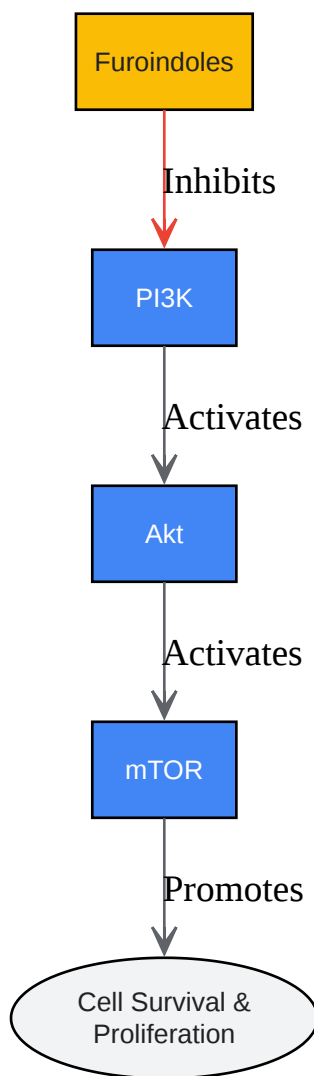 Furoindoles
Inhibits
PI3K
Activates
Akt
Activates
mTOR
Promotes
Cell Survival &
Proliferation